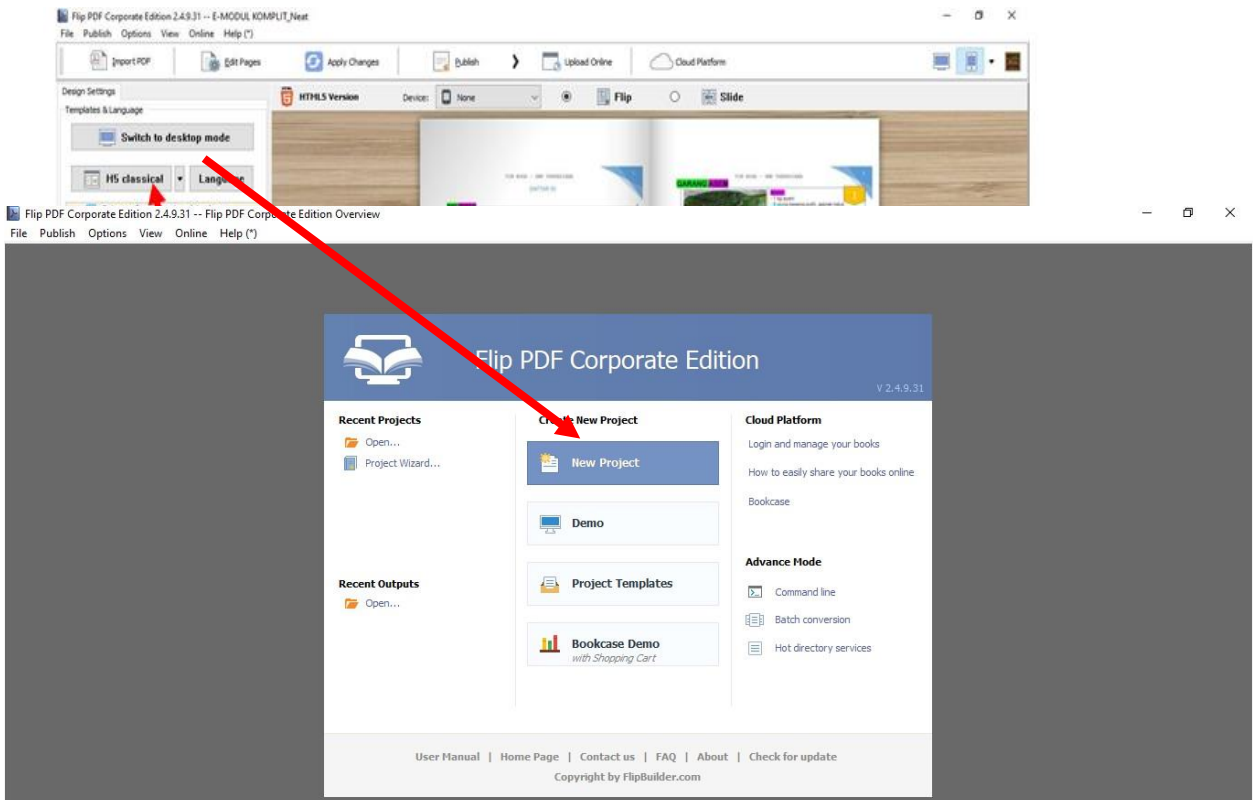 Flip PDF Corporate Edition 2.4.9.31 -- E-MODUL KOMPLIT_Neat
File Publish Options View Online Help (*)
Import PDF Edit Pages Apply Changes Publish Upload Online Cloud Platform
Design Settings
HTML5 Version Device: None Flip Slide
Templates & Language
Switch to desktop mode
H5 classical Language
GARANG ASEM
Flip PDF Corporate Edition 2.4.9.31 -- Flip PDF Corporate Edition Overview
File Publish Options View Online Help (*)
Flip PDF Corporate Edition
V 2.4.9.31
Recent Projects
Open...
Project Wizard...
Recent Outputs
Open...
Create New Project
New Project
Demo
Project Templates
Bookcase Demo
with Shopping Cart
Cloud Platform
Login and manage your books
How to easily share your books online
Bookcase
Advance Mode
Command line
Batch conversion
Hot directory services
User Manual | Home Page | Contact us | FAQ | About | Check for update
Copyright by FlipBuilder.com